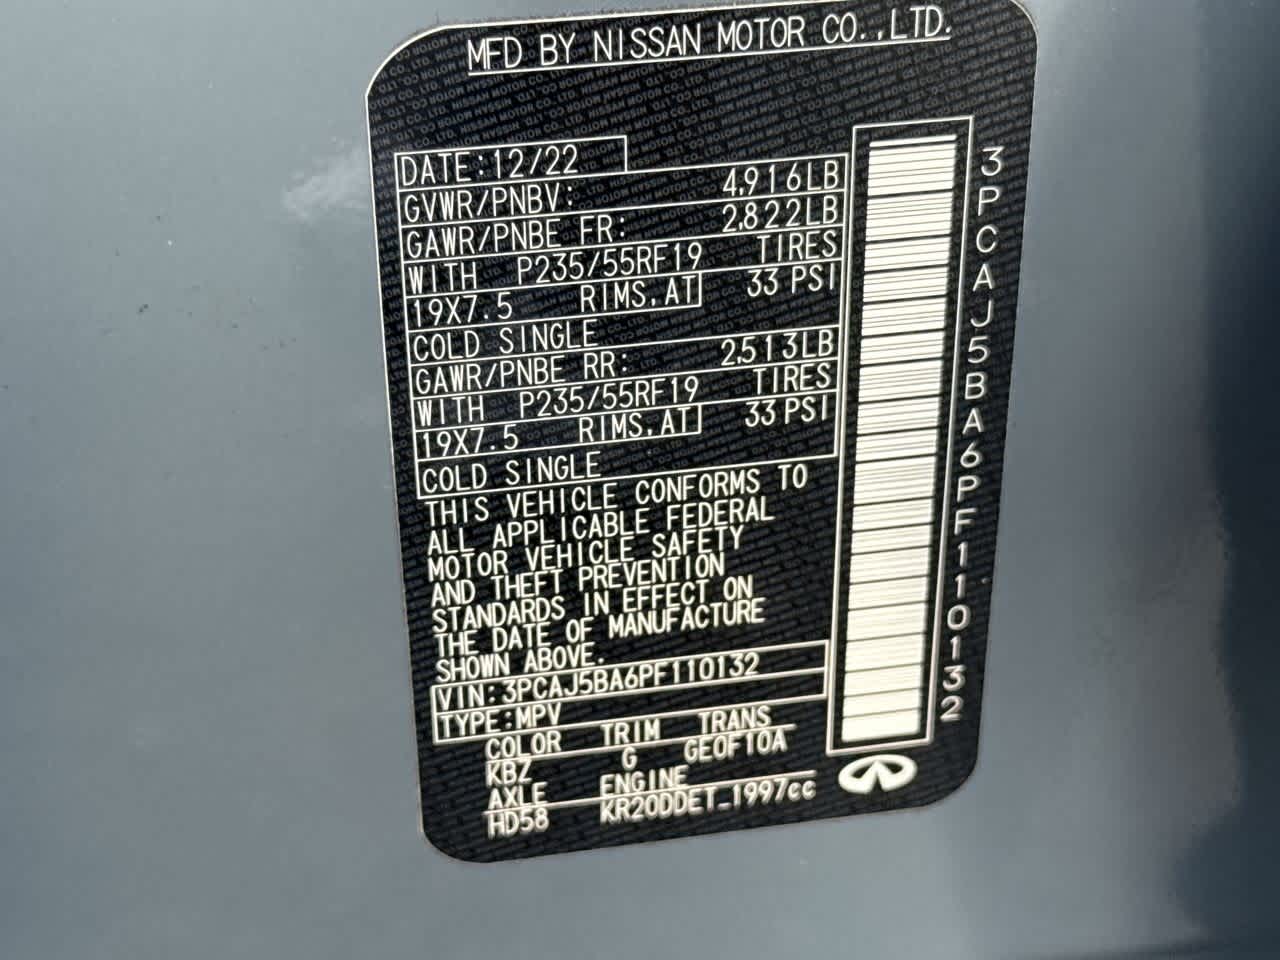 MFD BY NISSAN MOTOR CO.,LTD.
DATE:12/22
GVWR/PNBV: 4,916LB
GAWR/PNBE FR: 2,822LB
WITH P235/55RF19 TIRES
19X7.5 RIMS,AT 33 PSI
COLD SINGLE
GAWR/PNBE RR: 2,513LB
WITH P235/55RF19 TIRES
19X7.5 RIMS,AT 33 PSI
COLD SINGLE
THIS VEHICLE CONFORMS TO
ALL APPLICABLE FEDERAL
MOTOR VEHICLE SAFETY
AND THEFT PREVENTION
STANDARDS IN EFFECT ON
THE DATE OF MANUFACTURE
SHOWN ABOVE.
VIN:3PCAJ5BA6PF110132
TYPE:MPV
COLOR TRIM TRANS
KBZ G GEOF10A
AXLE ENGINE
HD58 KR20DDET_1997cc
3PCAJ5BA6PF110132